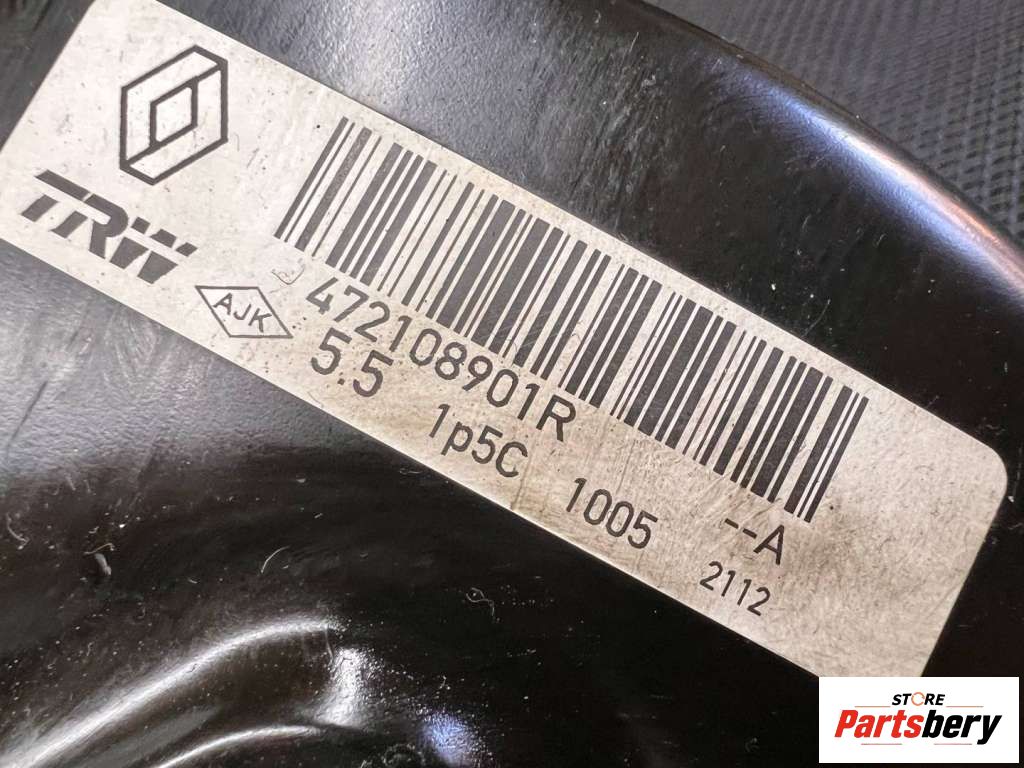 TRW
AJK
472108901R
5.5 1p5C 1005 --A
2112
STORE
Partsbery